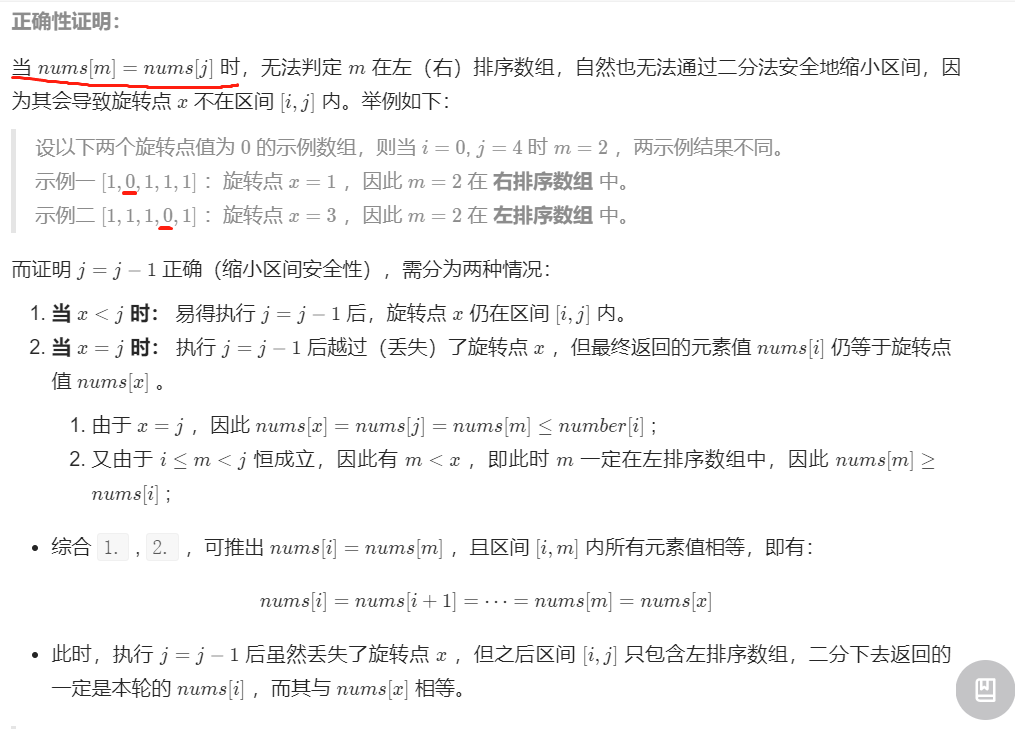 正确性证明：
当 nums[m] = nums[j] 时，无法判定 m 在左（右）排序数组，自然也无法通过二分法安全地缩小区间，因
为其会导致旋转点 x 不在区间 [i, j] 内。举例如下：
设以下两个旋转点值为 0 的示例数组，则当 i = 0, j = 4 时 m = 2 ，两示例结果不同。
示例一 [1, 0, 1, 1, 1] ：旋转点 x = 1 ，因此 m = 2 在 右排序数组 中。
示例二 [1, 1, 1, 0, 1] ：旋转点 x = 3 ，因此 m = 2 在 左排序数组 中。
而证明 j = j − 1 正确（缩小区间安全性），需分为两种情况：
1. 当 x < j 时： 易得执行 j = j − 1 后，旋转点 x 仍在区间 [i, j] 内。
2. 当 x = j 时： 执行 j = j − 1 后越过（丢失）了旋转点 x ，但最终返回的元素值 nums[i] 仍等于旋转点
值 nums[x] 。
1. 由于 x = j ，因此 nums[x] = nums[j] = nums[m] ≤ number[i] ；
2. 又由于 i ≤ m < j 恒成立，因此有 m < x ，即此时 m 一定在左排序数组中，因此 nums[m] ≥
nums[i] ；
• 综合 1. , 2. ，可推出 nums[i] = nums[m] ，且区间 [i, m] 内所有元素值相等，即有：
nums[i] = nums[i + 1] = ⋯ = nums[m] = nums[x]
• 此时，执行 j = j − 1 后虽然丢失了旋转点 x ，但之后区间 [i, j] 只包含左排序数组，二分下去返回的
一定是本轮的 nums[i] ，而其与 nums[x] 相等。